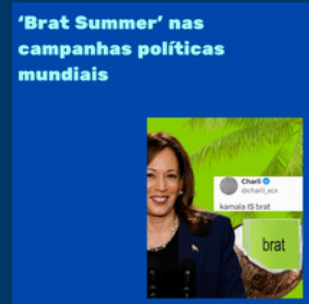 ‘Brat Summer’ nas
campanhas políticas
mundiais
Charli
@charli_xcx
kamala IS brat
brat